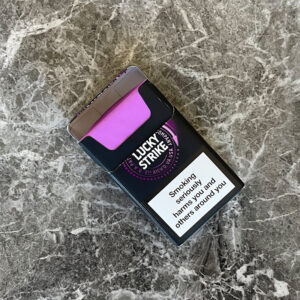 LUCKY
STRIKE
Smoking
seriously
harms you and
others around you